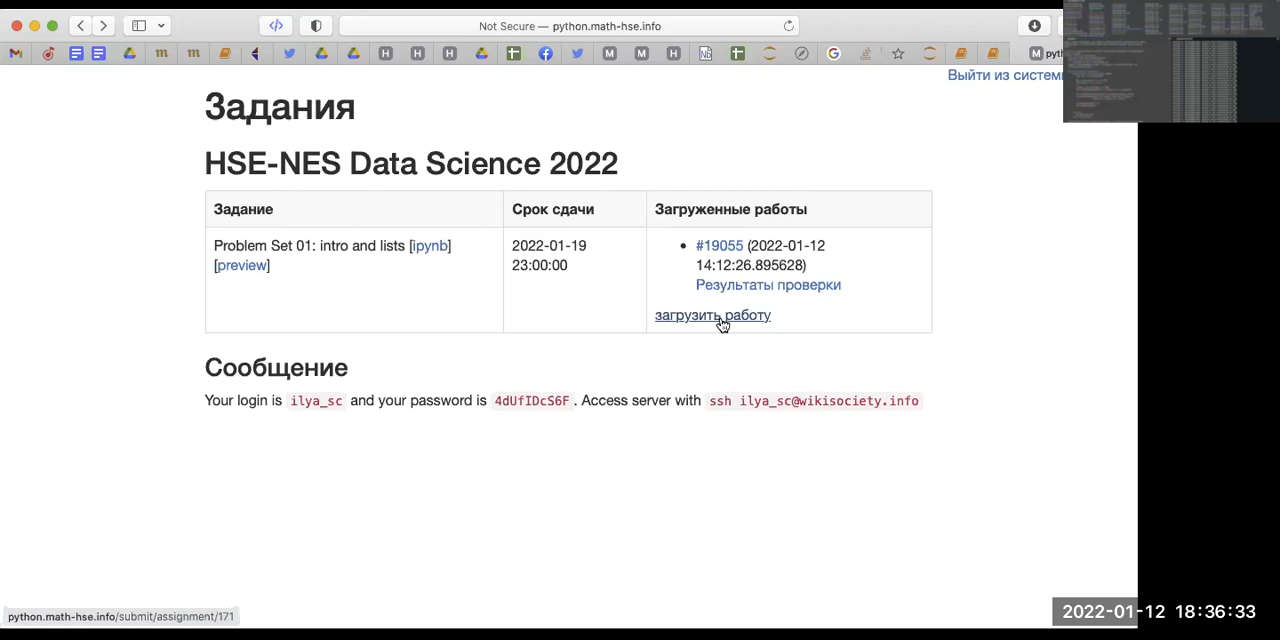 Not Secure — python.math-hse.info
Выйти из систем
Задания
HSE-NES Data Science 2022
Задание
Срок сдачи
Загруженные работы
Problem Set 01: intro and lists [ipynb]
[preview]
2022-01-19
23:00:00
#19055 (2022-01-12
14:12:26.895628)
Результаты проверки
загрузить работу
Сообщение
Your login is ilya_sc and your password is 4dUfIDcS6F. Access server with ssh ilya_sc@wikisociety.info
python.math-hse.info/submit/assignment/171
2022-01-12 18:36:33